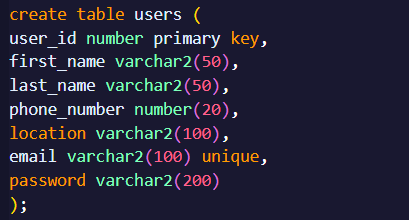 create table users (
user_id number primary key,
first_name varchar2(50),
last_name varchar2(50),
phone_number number(20),
location varchar2(100),
email varchar2(100) unique,
password varchar2(200)
);